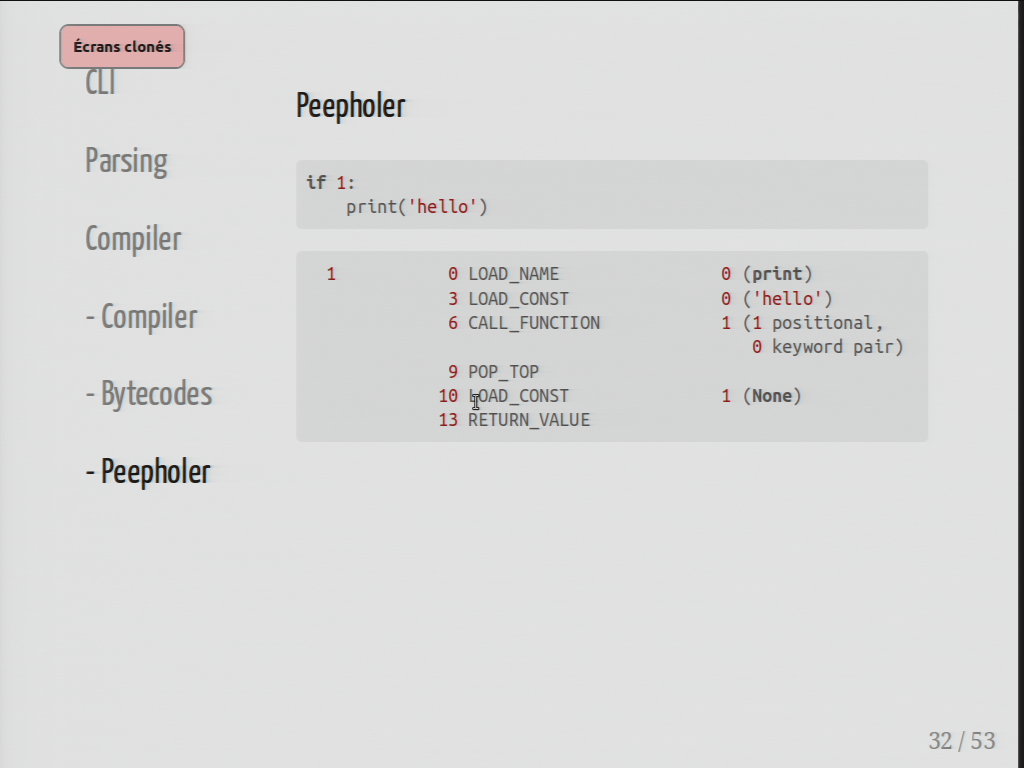 Écrans clonés
CLI
Parsing
Compiler
- Compiler
- Bytecodes
- Peepholer
Peepholer
if 1:
    print('hello')
1 0 LOAD_NAME 0 (print)
3 LOAD_CONST 0 ('hello')
6 CALL_FUNCTION 1 (1 positional,
0 keyword pair)
9 POP_TOP
10 LOAD_CONST 1 (None)
13 RETURN_VALUE
32 / 53